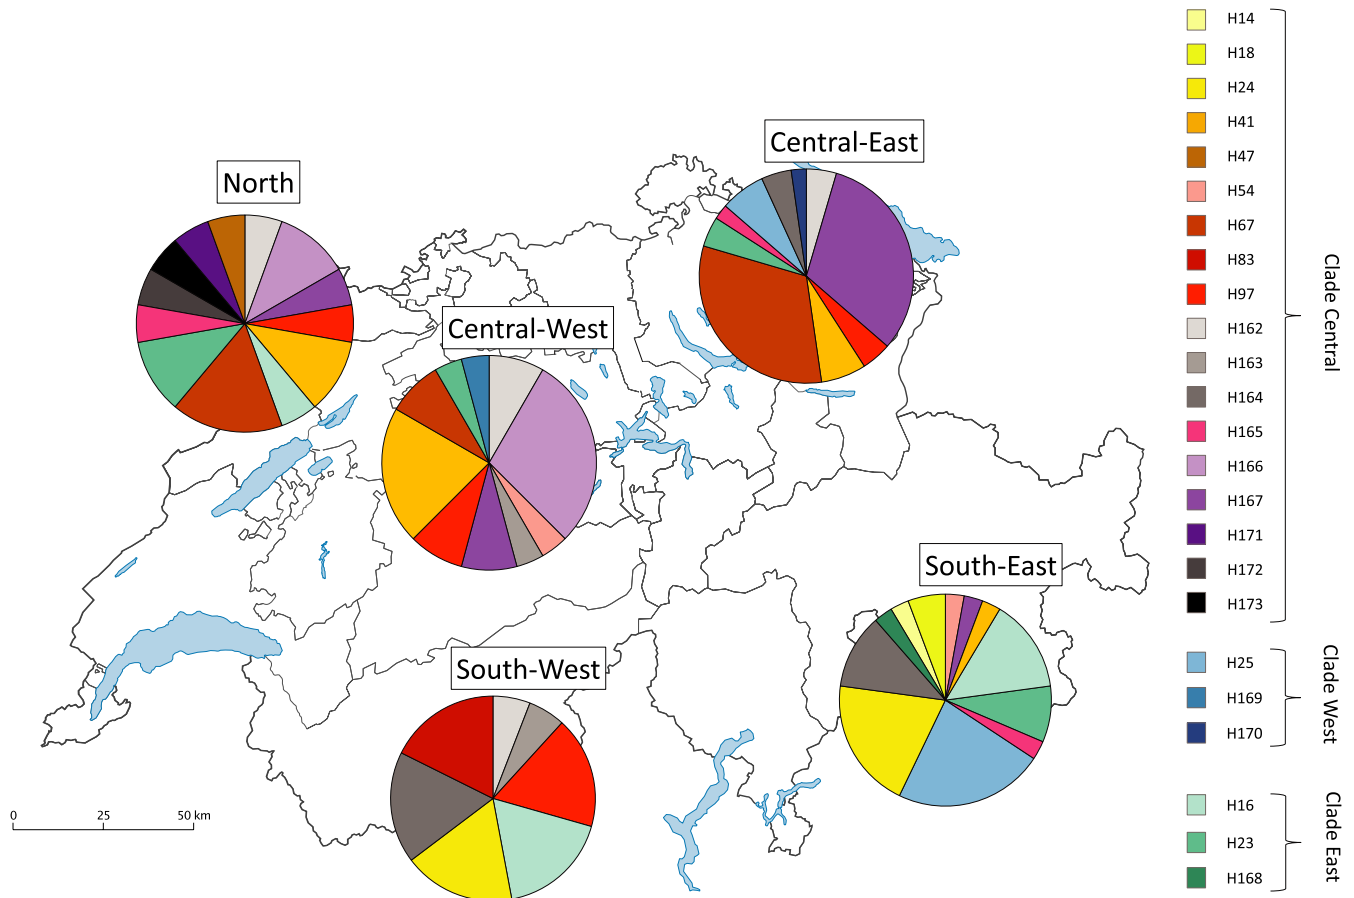 North
Central-East
Central-West
South-East
South-West
0 25 50 km
H14
H18
H24
H41
H47
H54
H67
H83
H97
H162
H163
H164
H165
H166
H167
H171
H172
H173
Clade Central
H25
H169
H170
Clade West
H16
H23
H168
Clade East